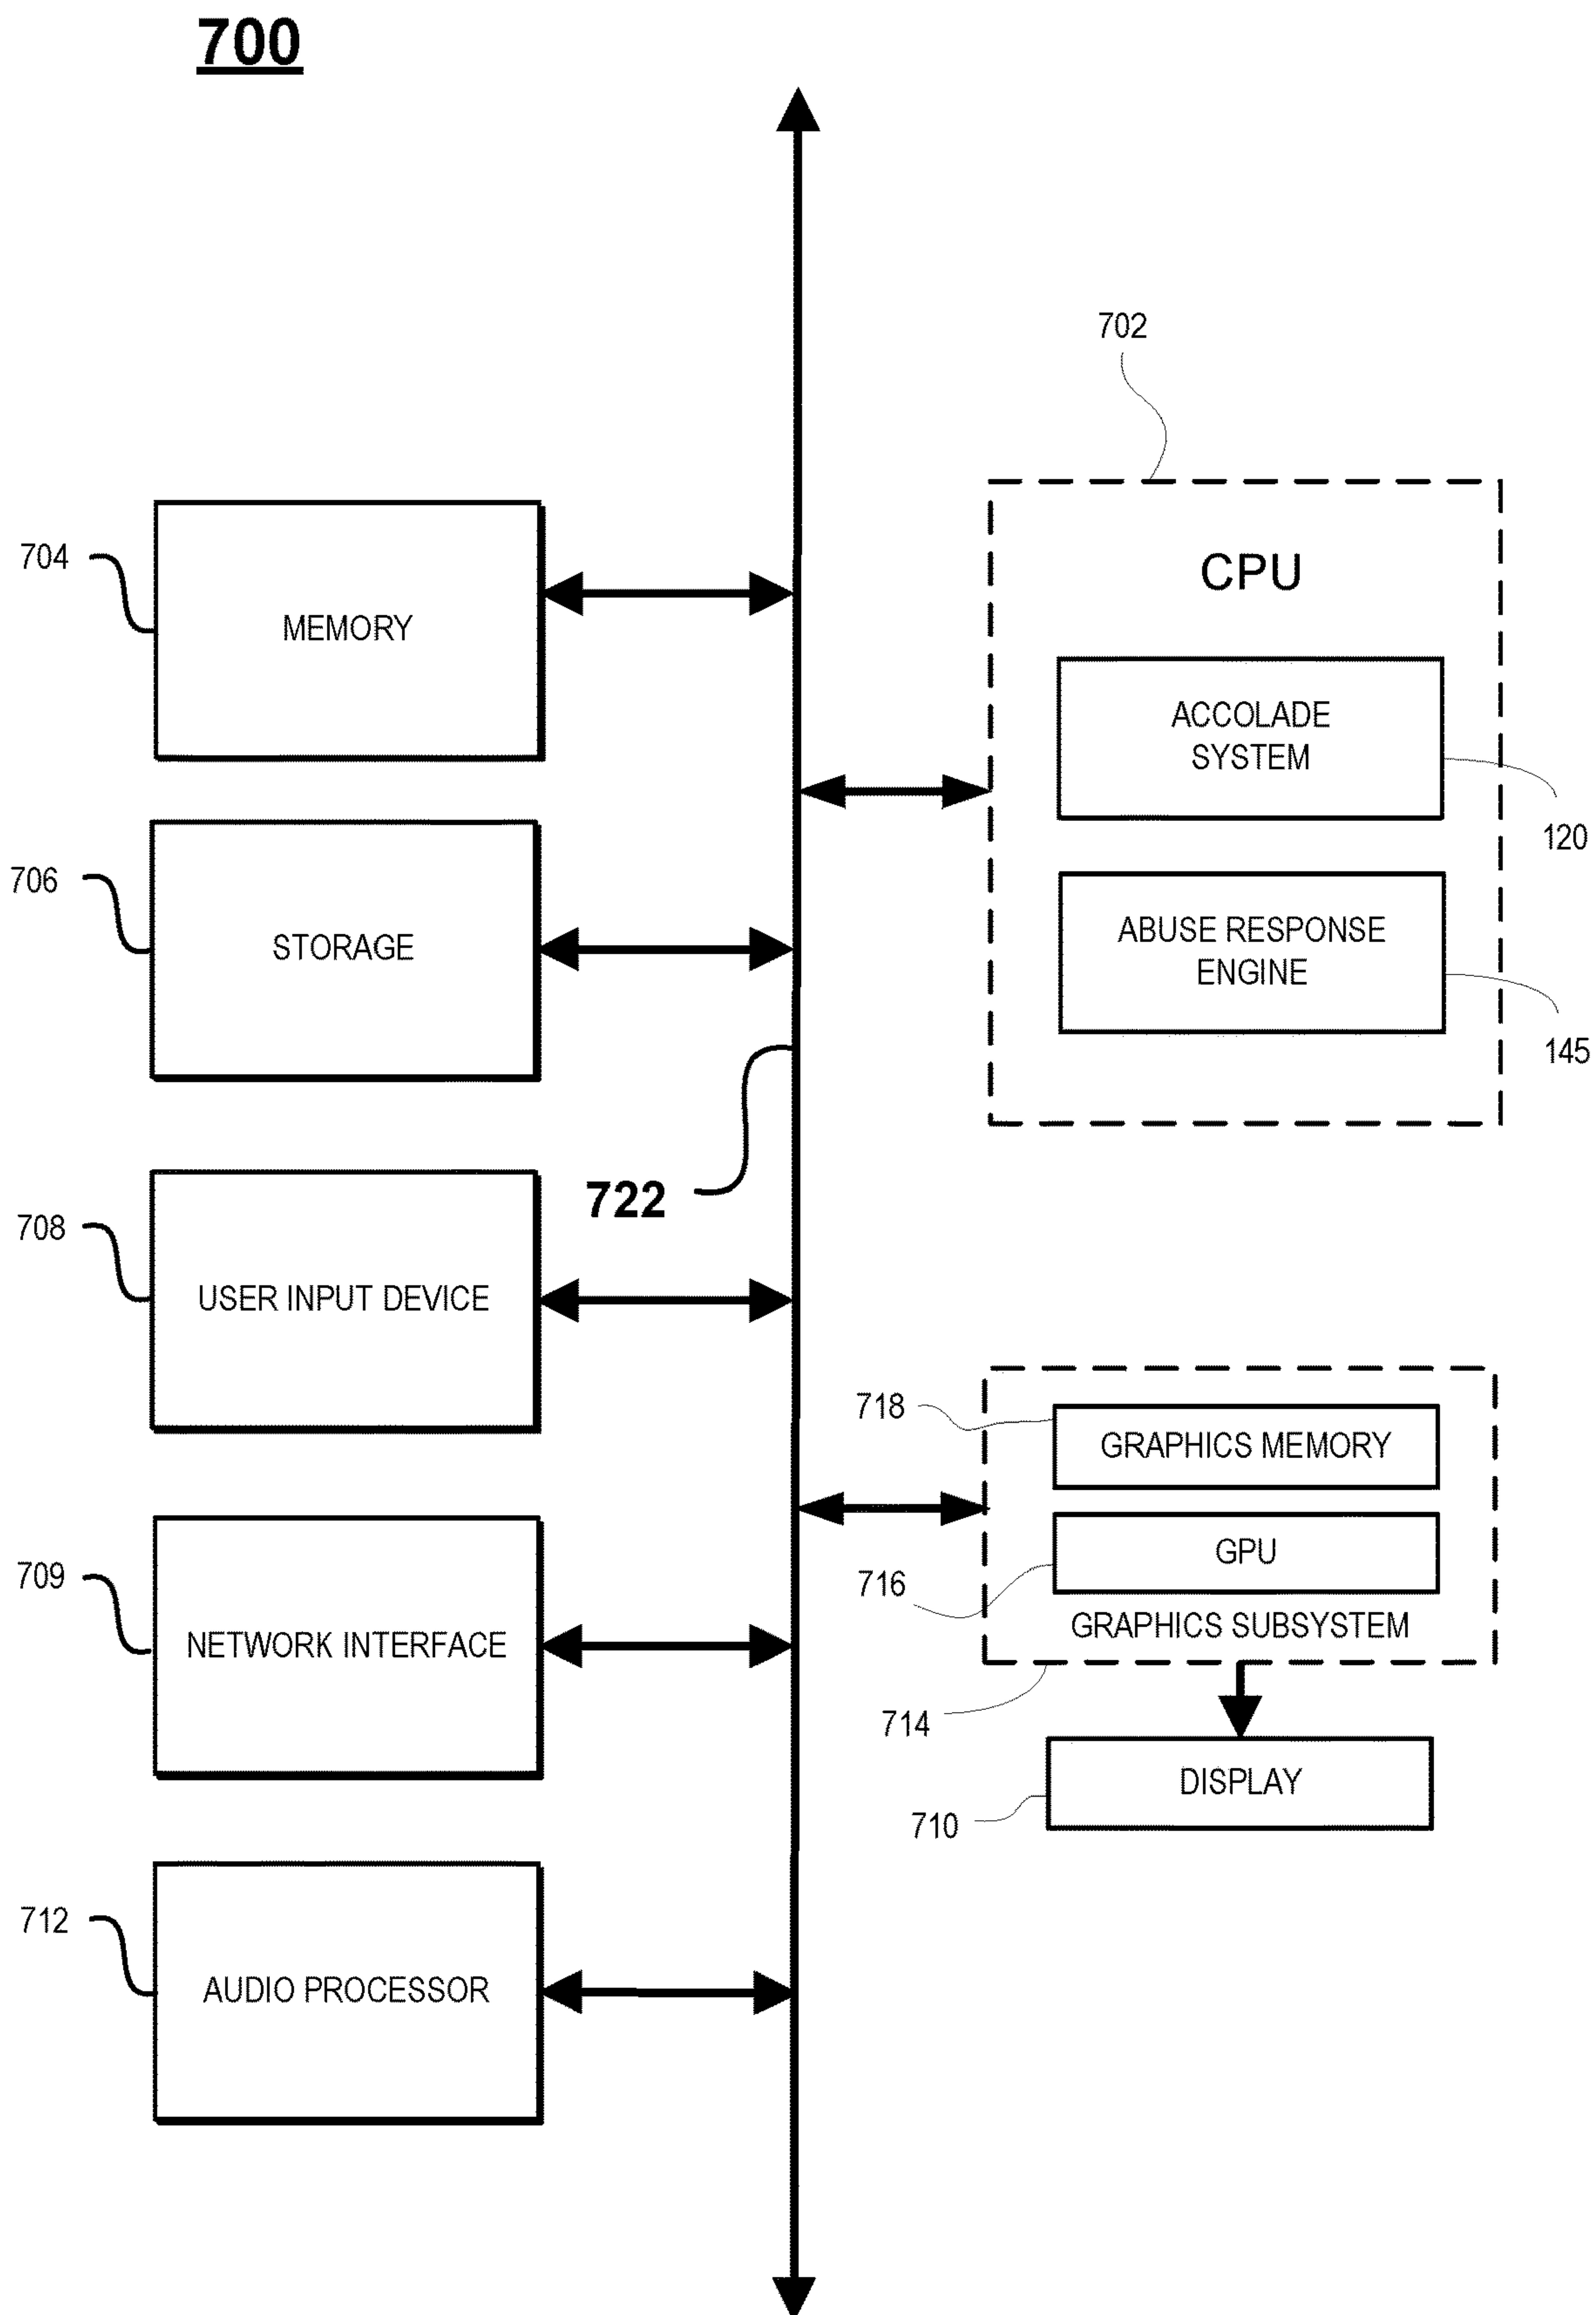 700
702
704
MEMORY
CPU
ACCOLADE
SYSTEM
120
706
STORAGE
ABUSE RESPONSE
ENGINE
145
722
708
USER INPUT DEVICE
718
GRAPHICS MEMORY
GPU
716
GRAPHICS SUBSYSTEM
714
709
NETWORK INTERFACE
DISPLAY
710
712
AUDIO PROCESSOR